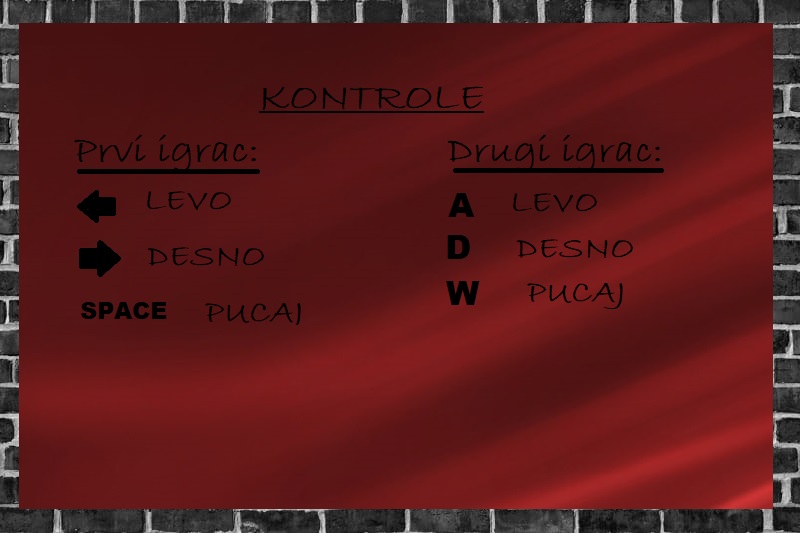 KONTROLE
Prvi igrac:
LEVO
DESNO
SPACE PUCAJ
Drugi igrac:
A LEVO
D DESNO
W PUCAJ